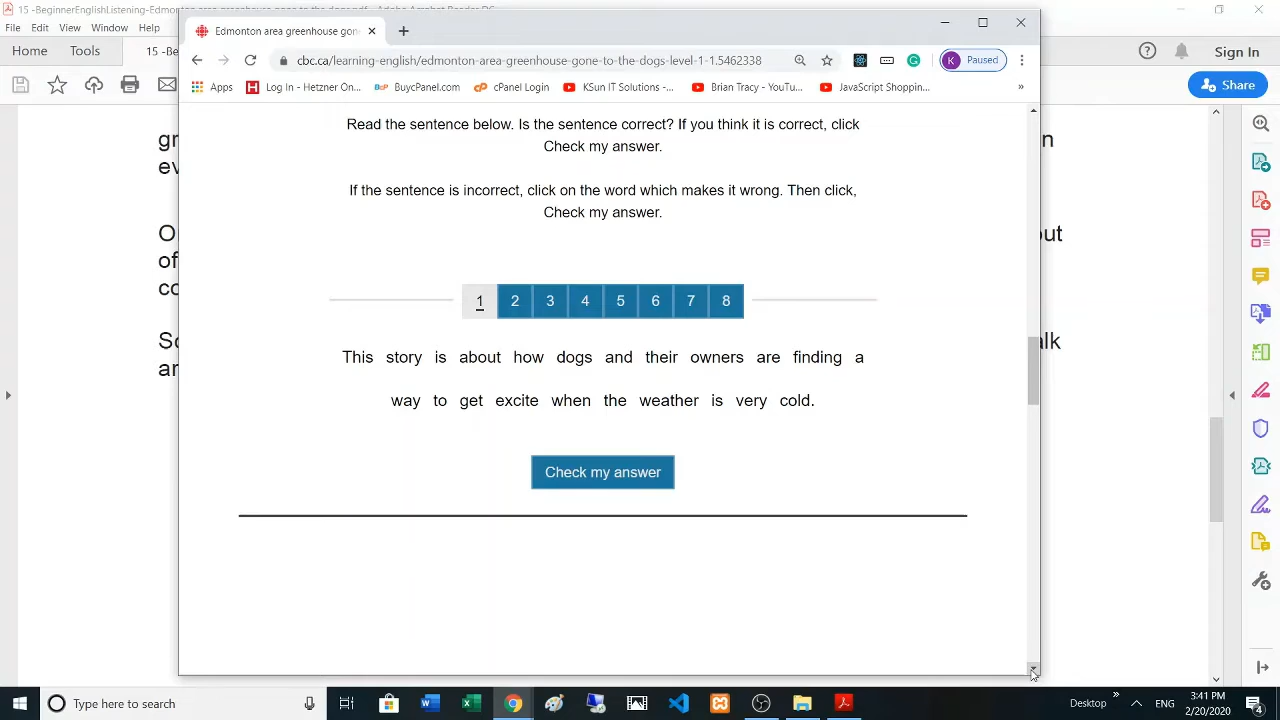 File Edit View Window Help
Edmonton area greenhouse gon
Home Tools 15 -Be
Sign In
cbc.ca/learning-english/edmonton-area-greenhouse-gone-to-the-dogs-level-1-1.5462338
K Paused
Apps Log In - Hetzner On... BuycPanel.com cPanel Login KSun IT Solutions -... Brian Tracy - YouTu... JavaScript Shoppin... »
Share
Read the sentence below. Is the sentence correct? If you think it is correct, click
Check my answer.
If the sentence is incorrect, click on the word which makes it wrong. Then click,
Check my answer.
1 2 3 4 5 6 7 8
This story is about how dogs and their owners are finding a
way to get excite when the weather is very cold.
Check my answer
Type here to search
Desktop » ENG
3:41 PM
2/20/2020
4